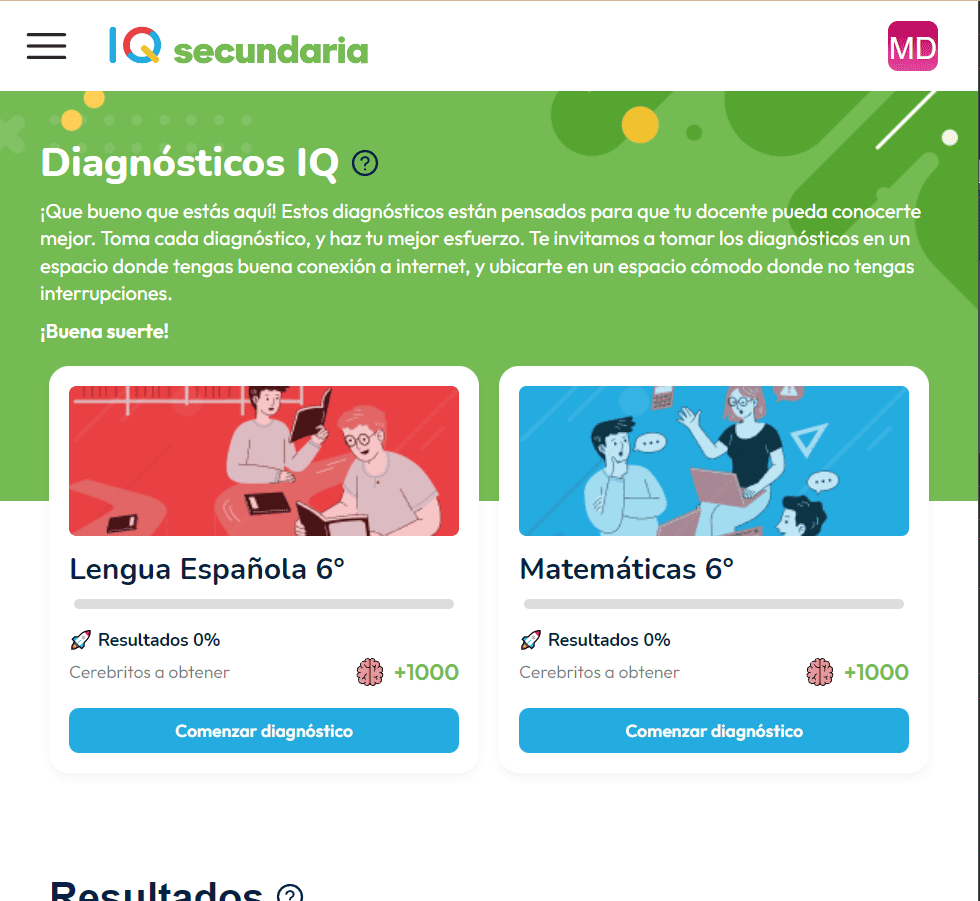 IQ secundaria
MD
Diagnósticos IQ ?
¡Que bueno que estás aquí! Estos diagnósticos están pensados para que tu docente pueda conocerte
mejor. Toma cada diagnóstico, y haz tu mejor esfuerzo. Te invitamos a tomar los diagnósticos en un
espacio donde tengas buena conexión a internet, y ubicarte en un espacio cómodo donde no tengas
interrupciones.
¡Buena suerte!
Lengua Española 6°
Resultados 0%
Cerebritos a obtener +1000
Comenzar diagnóstico
Matemáticas 6°
Resultados 0%
Cerebritos a obtener +1000
Comenzar diagnóstico
Resultados ?